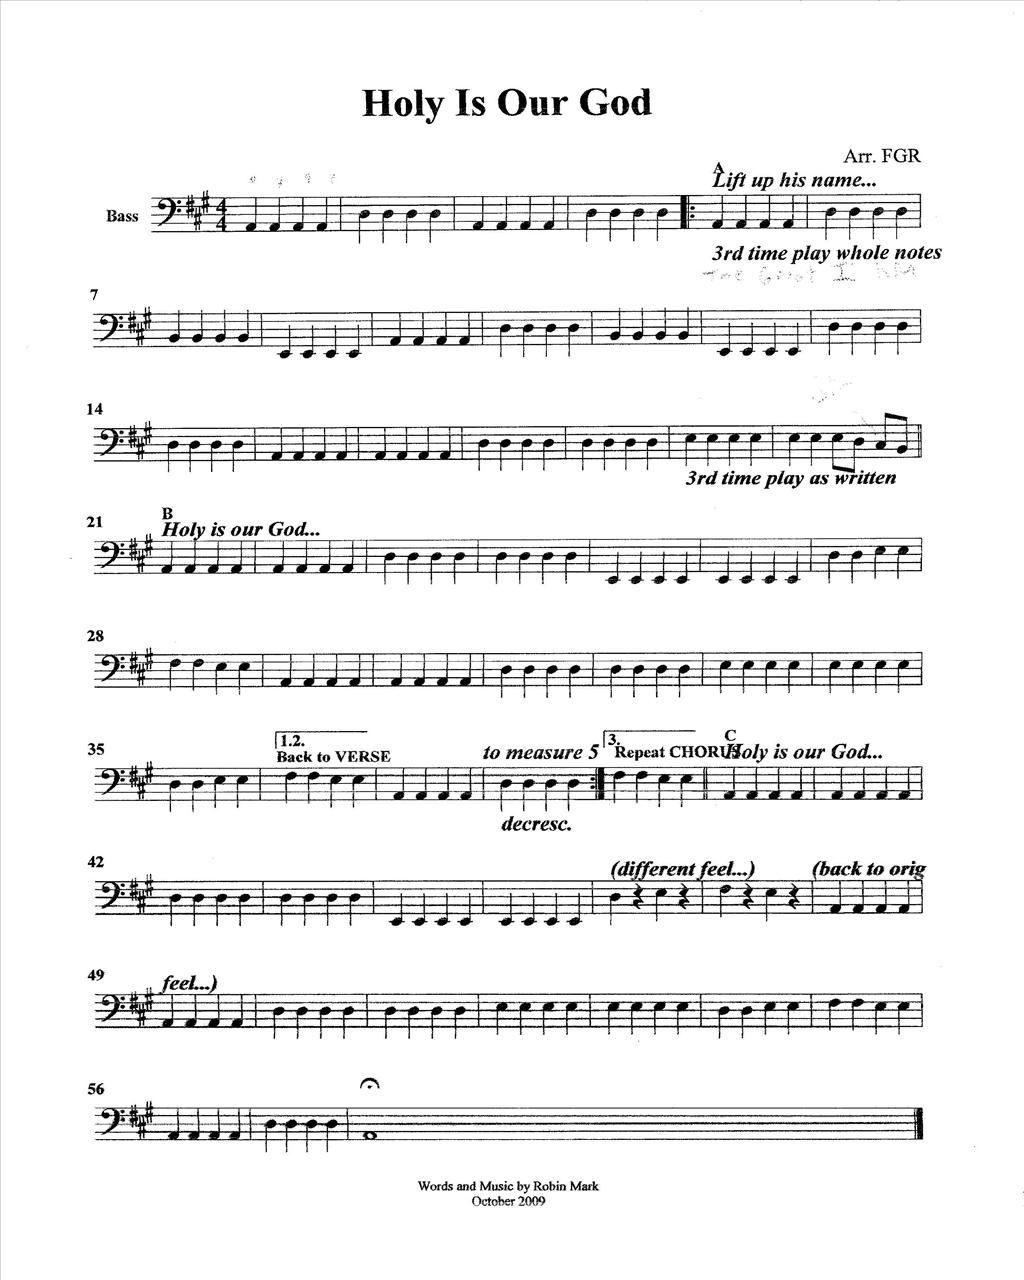 Holy Is Our God
Arr. FGR
A
Lift up his name...
Bass
4
4
3rd time play whole notes
7
14
3rd time play as written
21
B
Holy is our God...
28
35
1.2.
Back to VERSE
to measure 5
3.
Repeat CHORUS
C
Holy is our God...
decresc.
42
(different feel...)
(back to orig
49
feel...)
56
Words and Music by Robin Mark
October 2009